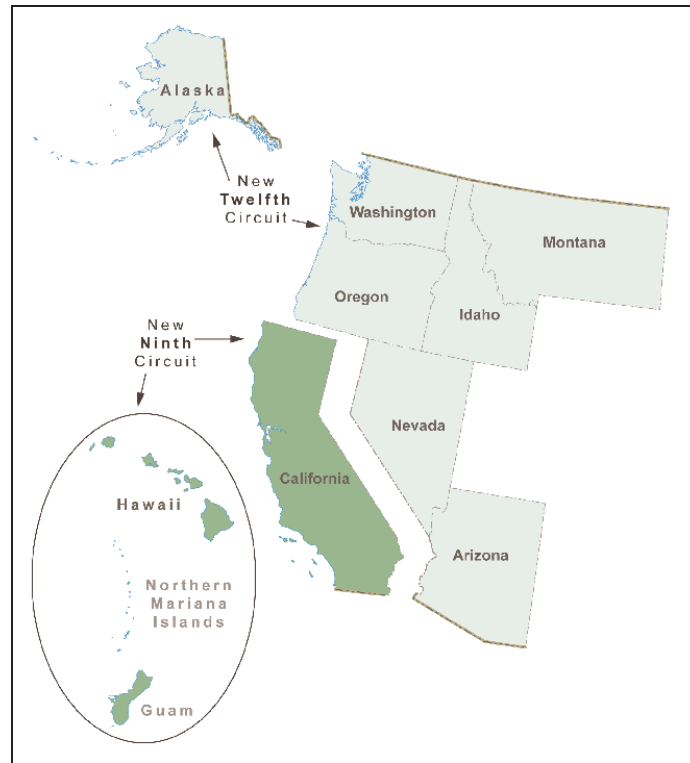 Alaska
New
Twelfth
Circuit
Washington
Montana
Oregon
Idaho
New
Ninth
Circuit
Nevada
California
Hawaii
Arizona
Northern
Mariana
Islands
Guam